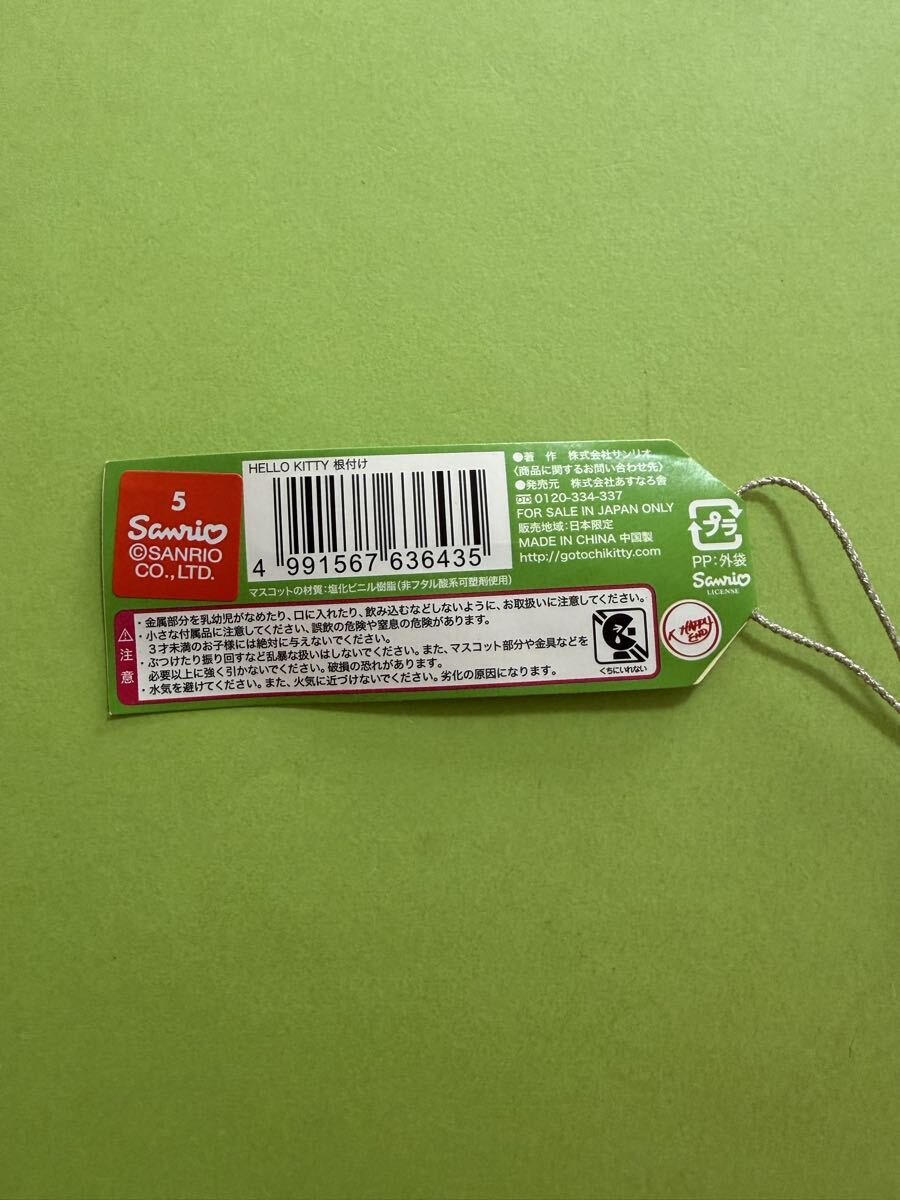 5
Sanrio
©SANRIO
CO., LTD.
HELLO KITTY 根付け
4 991567 636435
マスコットの材質:塩化ビニル樹脂(非フタル酸系可塑剤使用)
●著 作 株式会社サンリオ
〈商品に関するお問い合わせ先〉
●発売元 株式会社あすなろ舎
0120-334-337
FOR SALE IN JAPAN ONLY
販売地域:日本限定
MADE IN CHINA 中国製
http://gotochikitty.com
プラ
PP:外袋
Sanrio
LICENSE
HAPPY
END
注意
・金属部分を乳幼児がなめたり、口に入れたり、飲み込むなどしないように、お取扱いに注意してください。
・小さな付属品に注意してください。誤飲の危険や窒息の危険があります。
3才未満のお子様には絶対に与えないでください。
・ぶつけたり振り回すなど乱暴な扱いはしないでください。また、マスコット部分や金具などを
必要以上に強く引かないでください。破損の恐れがあります。
・水気を避けてください。また、火気に近づけないでください。劣化の原因になります。
くちにいれない